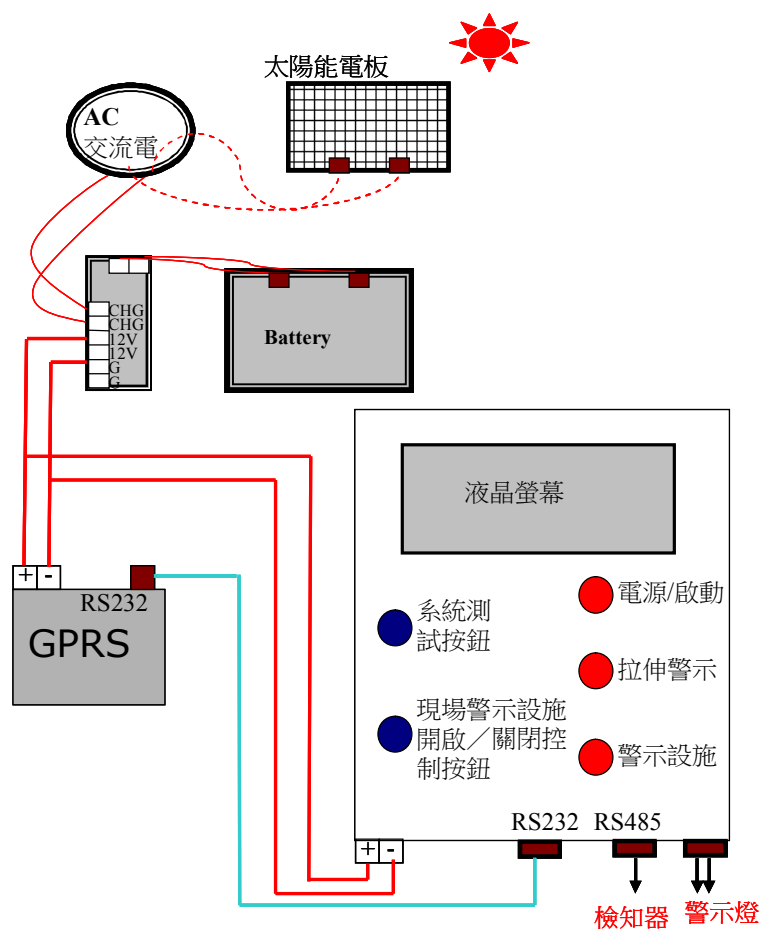 太陽能電板
AC
交流電
CHG
CHG
12V
12V
G
G
Battery
液晶螢幕
+ -
RS232
GPRS
系統測
試按鈕
電源/啟動
拉伸警示
現場警示設施
開啟／關閉控
制按鈕
警示設施
RS232 RS485
+ -
檢知器 警示燈